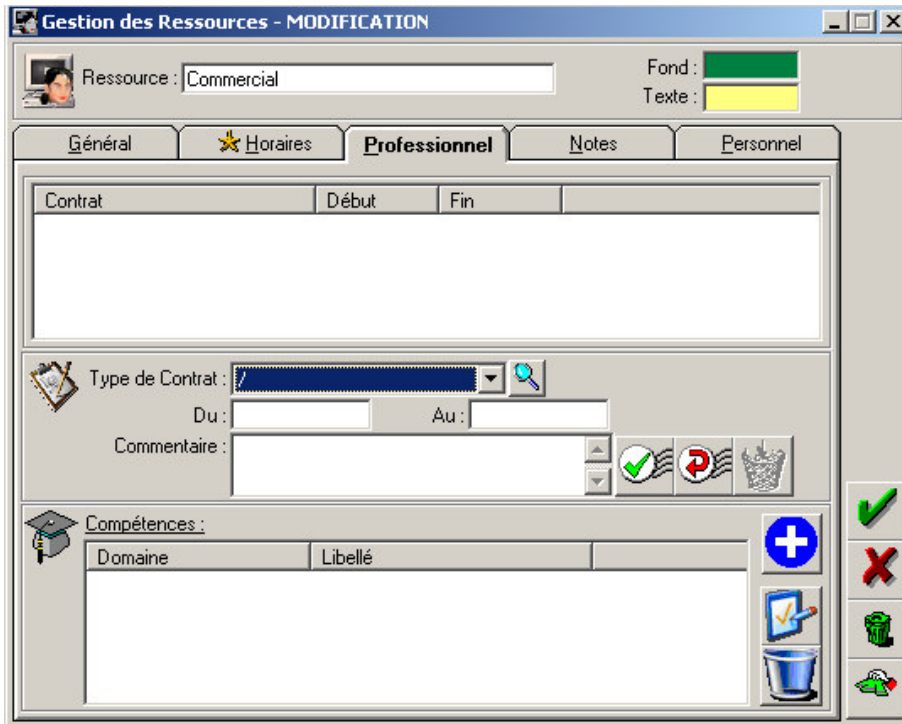 Gestion des Ressources - MODIFICATION
Ressource : Commercial
Fond :
Texte :
Général Horaires Professionnel Notes Personnel
Contrat Début Fin
Type de Contrat : /
Du : Au :
Commentaire :
Compétences :
Domaine Libellé